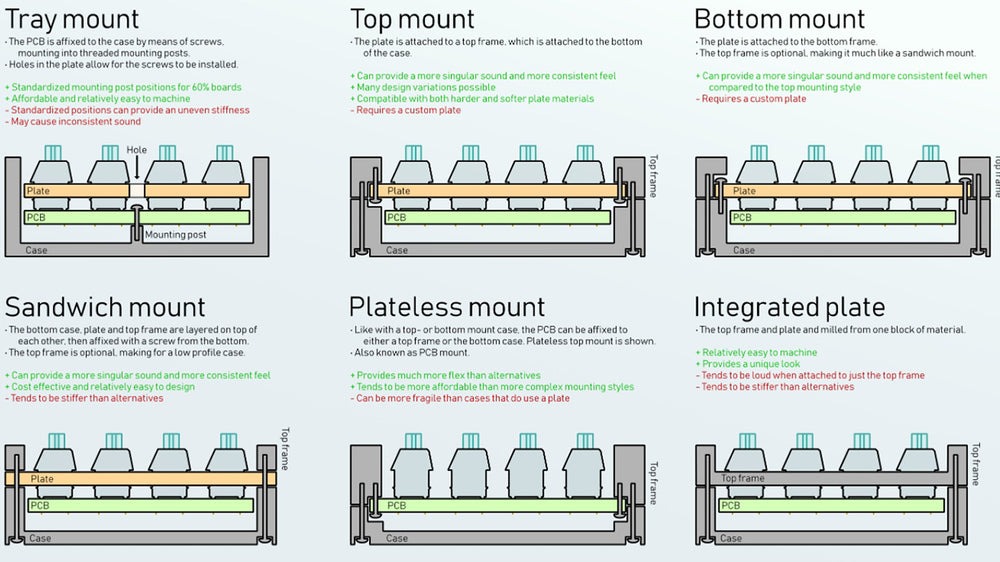 Tray mount
· The PCB is affixed to the case by means of screws,
mounting into threaded mounting posts.
· Holes in the plate allow for the screws to be installed.
+ Standardized mounting post positions for 60% boards
+ Affordable and relatively easy to machine
- Standardized positions can provide an uneven stiffness
- May cause inconsistent sound
Hole
Plate
PCB
Mounting post
Case
Top mount
· The plate is attached to a top frame, which is attached to the bottom
of the case.
+ Can provide a more singular sound and more consistent feel
+ Many design variations possible
+ Compatible with both harder and softer plate materials
- Requires a custom plate
Top frame
Plate
PCB
Case
Bottom mount
· The plate is attached to the bottom frame.
· The top frame is optional, making it much like a sandwich mount.
+ Can provide a more singular sound and more consistent feel when
compared to the top mounting style
- Requires a custom plate
Top frame
Plate
PCB
Case
Sandwich mount
· The bottom case, plate and top frame are layered on top of
each other, then affixed with a screw from the bottom.
· The top frame is optional, making for a low profile case.
+ Can provide a more singular sound and more consistent feel
+ Cost effective and relatively easy to design
- Tends to be stiffer than alternatives
Top frame
Plate
PCB
Case
Plateless mount
· Like with a top- or bottom mount case, the PCB can be affixed to
either a top frame or the bottom case. Plateless top mount is shown.
· Also known as PCB mount.
+ Provides much more flex than alternatives
+ Tends to be more affordable than more complex mounting styles
- Can be more fragile than cases that do use a plate
Top frame
PCB
Case
Integrated plate
· The top frame and plate and milled from one block of material.
+ Relatively easy to machine
+ Provides a unique look
- Tends to be loud when attached to just the top frame
- Tends to be stiffer than alternatives
Top frame
Top frame
PCB
Case